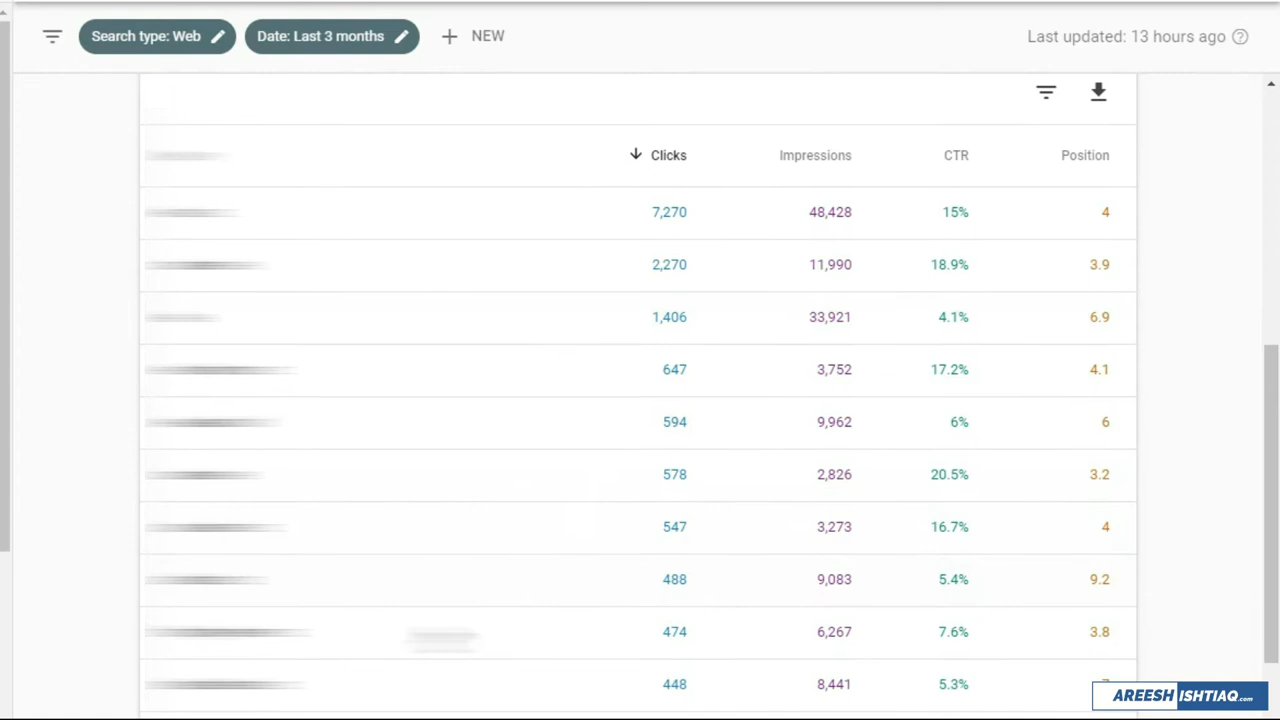 Search type: Web Date: Last 3 months + NEW Last updated: 13 hours ago
Clicks Impressions CTR Position
7,270 48,428 15% 4
2,270 11,990 18.9% 3.9
1,406 33,921 4.1% 6.9
647 3,752 17.2% 4.1
594 9,962 6% 6
578 2,826 20.5% 3.2
547 3,273 16.7% 4
488 9,083 5.4% 9.2
474 6,267 7.6% 3.8
448 8,441 5.3%
AREESHISHTIAQ.com